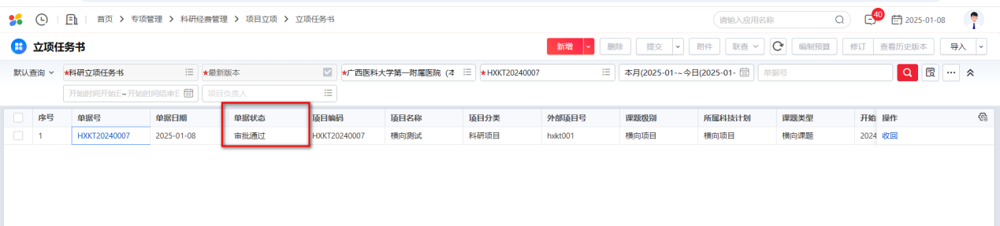 首页 > 专项管理 > 科研经费管理 > 项目立项 > 立项任务书 请输入应用名称 40 2025-01-08
立项任务书 新增 删除 提交 附件 联查 编制预算 修订 查看历史版本 导入
默认查询 *科研立项任务书 *最新版本 *广西医科大学第一附属医院（本 *HXKT20240007 本月(2025-01-~今日(2025-01- 单据号
开始时间开始日~开始时间结束日 项目负责人
序号 单据号 单据日期 单据状态 项目编码 项目名称 项目分类 外部项目号 课题级别 所属科技计划 课题类型 开始 操作
1 HXKT20240007 2025-01-08 审批通过 HXKT20240007 横向测试 科研项目 hxkt001 横向项目 横向项目 横向课题 2024 收回